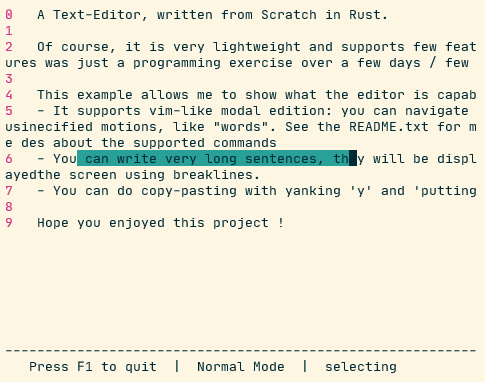 0   A Text-Editor, written from Scratch in Rust.
1
2   Of course, it is very lightweight and supports few feat
ures was just a programming exercise over a few days / few
3
4   This example allows me to show what the editor is capab
5   - It supports vim-like modal edition: you can navigate
usinecified motions, like "words". See the README.txt for m
e des about the supported commands
6   - You can write very long sentences, they will be displ
ayedthe screen using breaklines.
7   - You can do copy-pasting with yanking 'y' and 'putting
8
9   Hope you enjoyed this project !
-----------------------------------------------------------
Press F1 to quit  |  Normal Mode  |  selecting